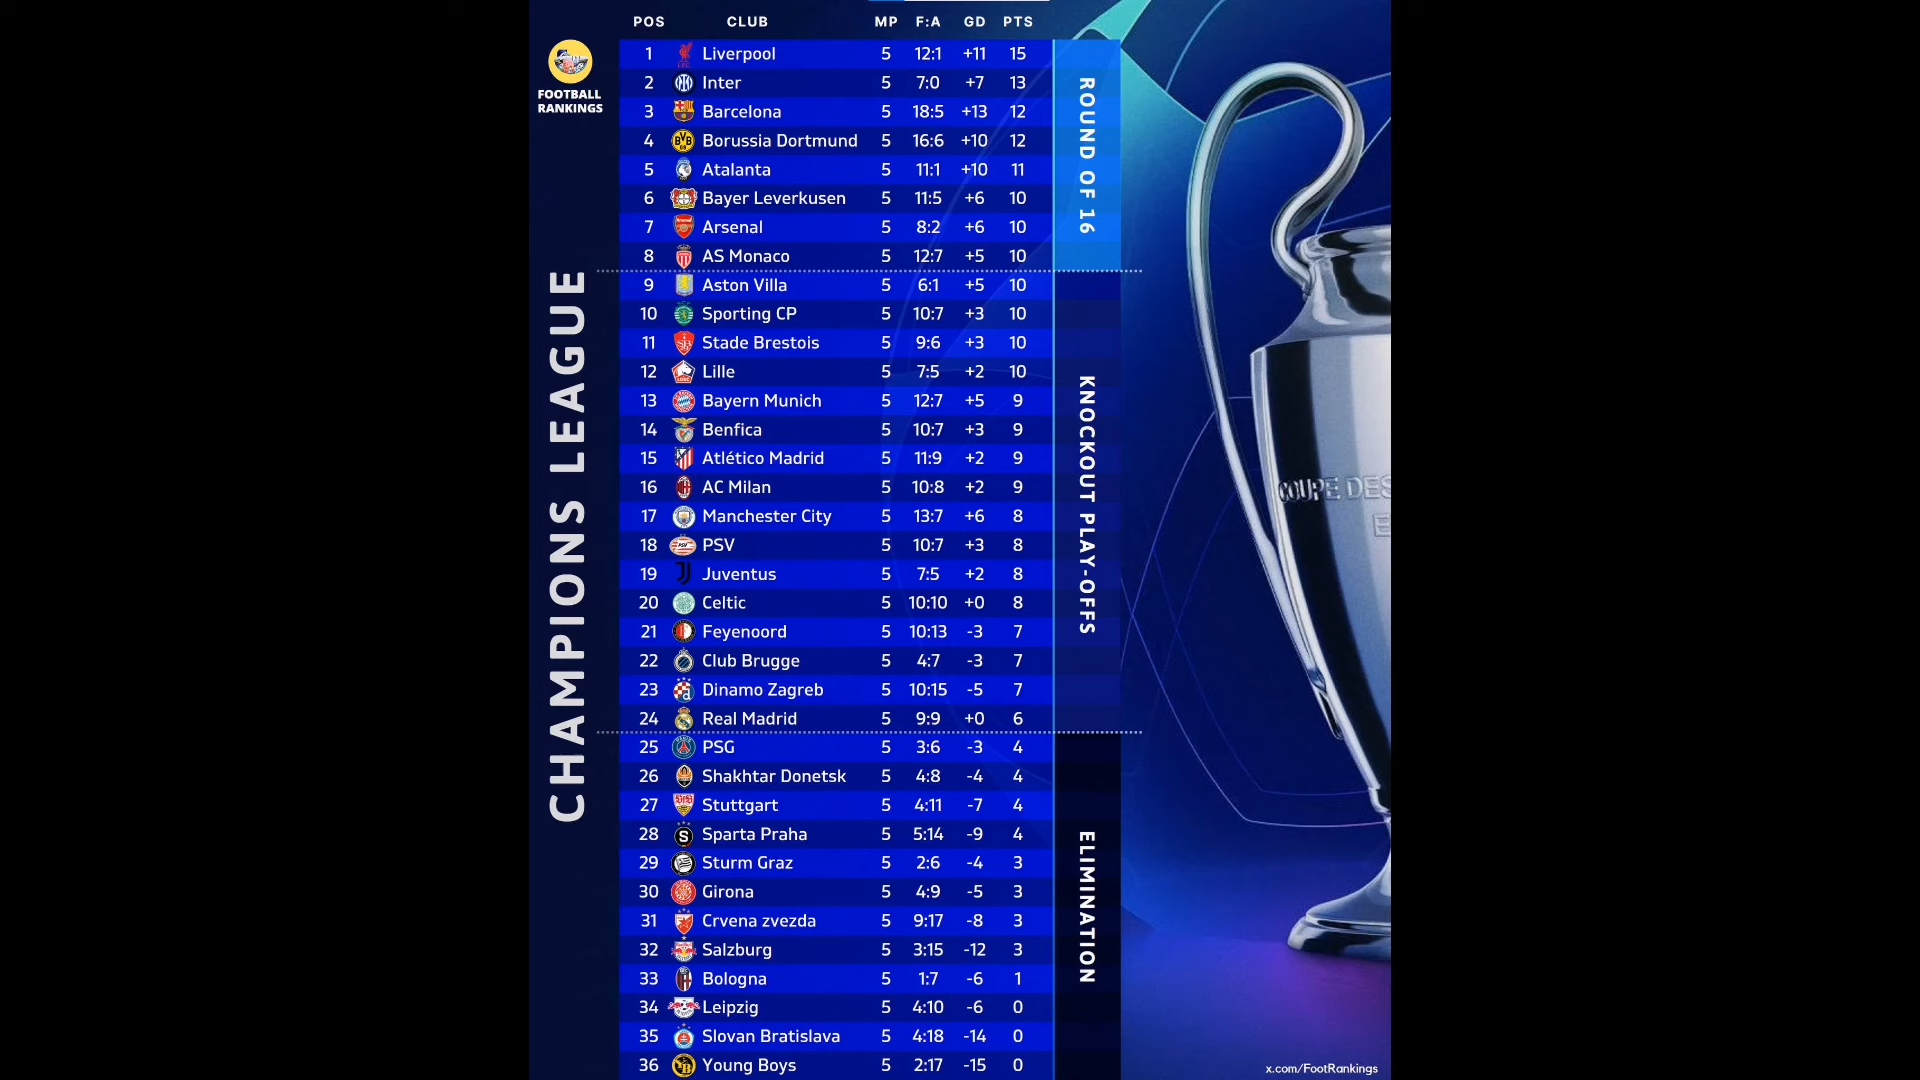 POS CLUB MP F:A GD PTS
FOOTBALL
RANKINGS
CHAMPIONS LEAGUE
1 Liverpool 5 12:1 +11 15
2 Inter 5 7:0 +7 13
3 Barcelona 5 18:5 +13 12
4 Borussia Dortmund 5 16:6 +10 12
5 Atalanta 5 11:1 +10 11
6 Bayer Leverkusen 5 11:5 +6 10
7 Arsenal 5 8:2 +6 10
8 AS Monaco 5 12:7 +5 10
ROUND OF 16
9 Aston Villa 5 6:1 +5 10
10 Sporting CP 5 10:7 +3 10
11 Stade Brestois 5 9:6 +3 10
12 Lille 5 7:5 +2 10
13 Bayern Munich 5 12:7 +5 9
14 Benfica 5 10:7 +3 9
15 Atlético Madrid 5 11:9 +2 9
16 AC Milan 5 10:8 +2 9
17 Manchester City 5 13:7 +6 8
18 PSV 5 10:7 +3 8
19 Juventus 5 7:5 +2 8
20 Celtic 5 10:10 +0 8
21 Feyenoord 5 10:13 -3 7
22 Club Brugge 5 4:7 -3 7
23 Dinamo Zagreb 5 10:15 -5 7
24 Real Madrid 5 9:9 +0 6
KNOCKOUT PLAY-OFFS
25 PSG 5 3:6 -3 4
26 Shakhtar Donetsk 5 4:8 -4 4
27 Stuttgart 5 4:11 -7 4
28 Sparta Praha 5 5:14 -9 4
29 Sturm Graz 5 2:6 -4 3
30 Girona 5 4:9 -5 3
31 Crvena zvezda 5 9:17 -8 3
32 Salzburg 5 3:15 -12 3
33 Bologna 5 1:7 -6 1
34 Leipzig 5 4:10 -6 0
35 Slovan Bratislava 5 4:18 -14 0
36 Young Boys 5 2:17 -15 0
ELIMINATION
COUPE DES
E
x.com/FootRankings